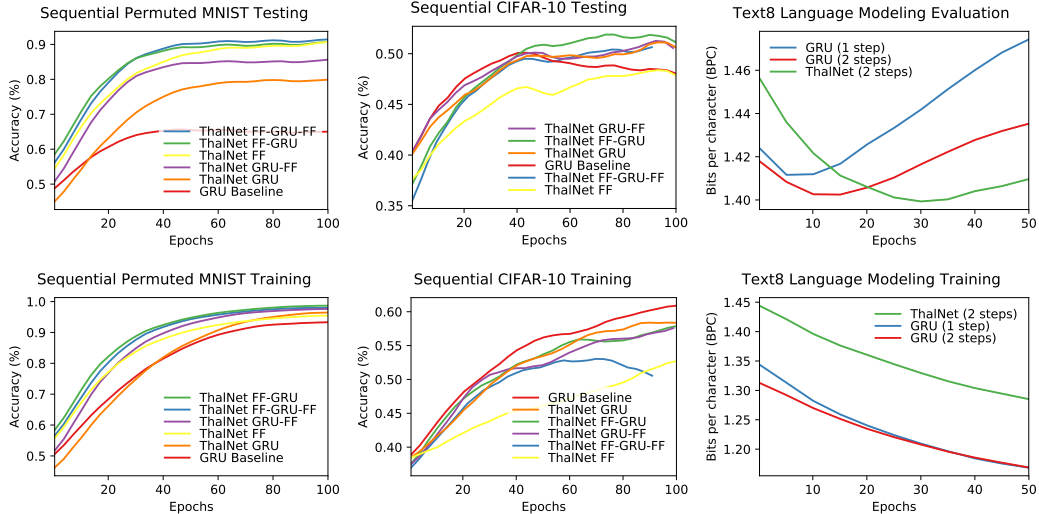 Sequential Permuted MNIST Testing
Accuracy (%)
0.9
0.8
0.7
0.6
0.5
ThalNet FF-GRU-FF
ThalNet FF-GRU
ThalNet FF
ThalNet GRU-FF
ThalNet GRU
GRU Baseline
20 40 60 80 100
Epochs
Sequential CIFAR-10 Testing
Accuracy (%)
0.50
0.45
0.40
0.35
ThalNet GRU-FF
ThalNet FF-GRU
ThalNet GRU
GRU Baseline
ThalNet FF-GRU-FF
ThalNet FF
20 40 60 80 100
Epochs
Text8 Language Modeling Evaluation
Bits per character (BPC)
1.46
1.44
1.42
1.40
GRU (1 step)
GRU (2 steps)
ThalNet (2 steps)
10 20 30 40 50
Epochs
Sequential Permuted MNIST Training
Accuracy (%)
1.0
0.9
0.8
0.7
0.6
0.5
ThalNet FF-GRU
ThalNet FF-GRU-FF
ThalNet GRU-FF
ThalNet FF
ThalNet GRU
GRU Baseline
20 40 60 80 100
Epochs
Sequential CIFAR-10 Training
Accuracy (%)
0.60
0.55
0.50
0.45
0.40
GRU Baseline
ThalNet GRU
ThalNet FF-GRU
ThalNet GRU-FF
ThalNet FF-GRU-FF
ThalNet FF
20 40 60 80 100
Epochs
Text8 Language Modeling Training
Bits per character (BPC)
1.45
1.40
1.35
1.30
1.25
1.20
ThalNet (2 steps)
GRU (1 step)
GRU (2 steps)
10 20 30 40 50
Epochs